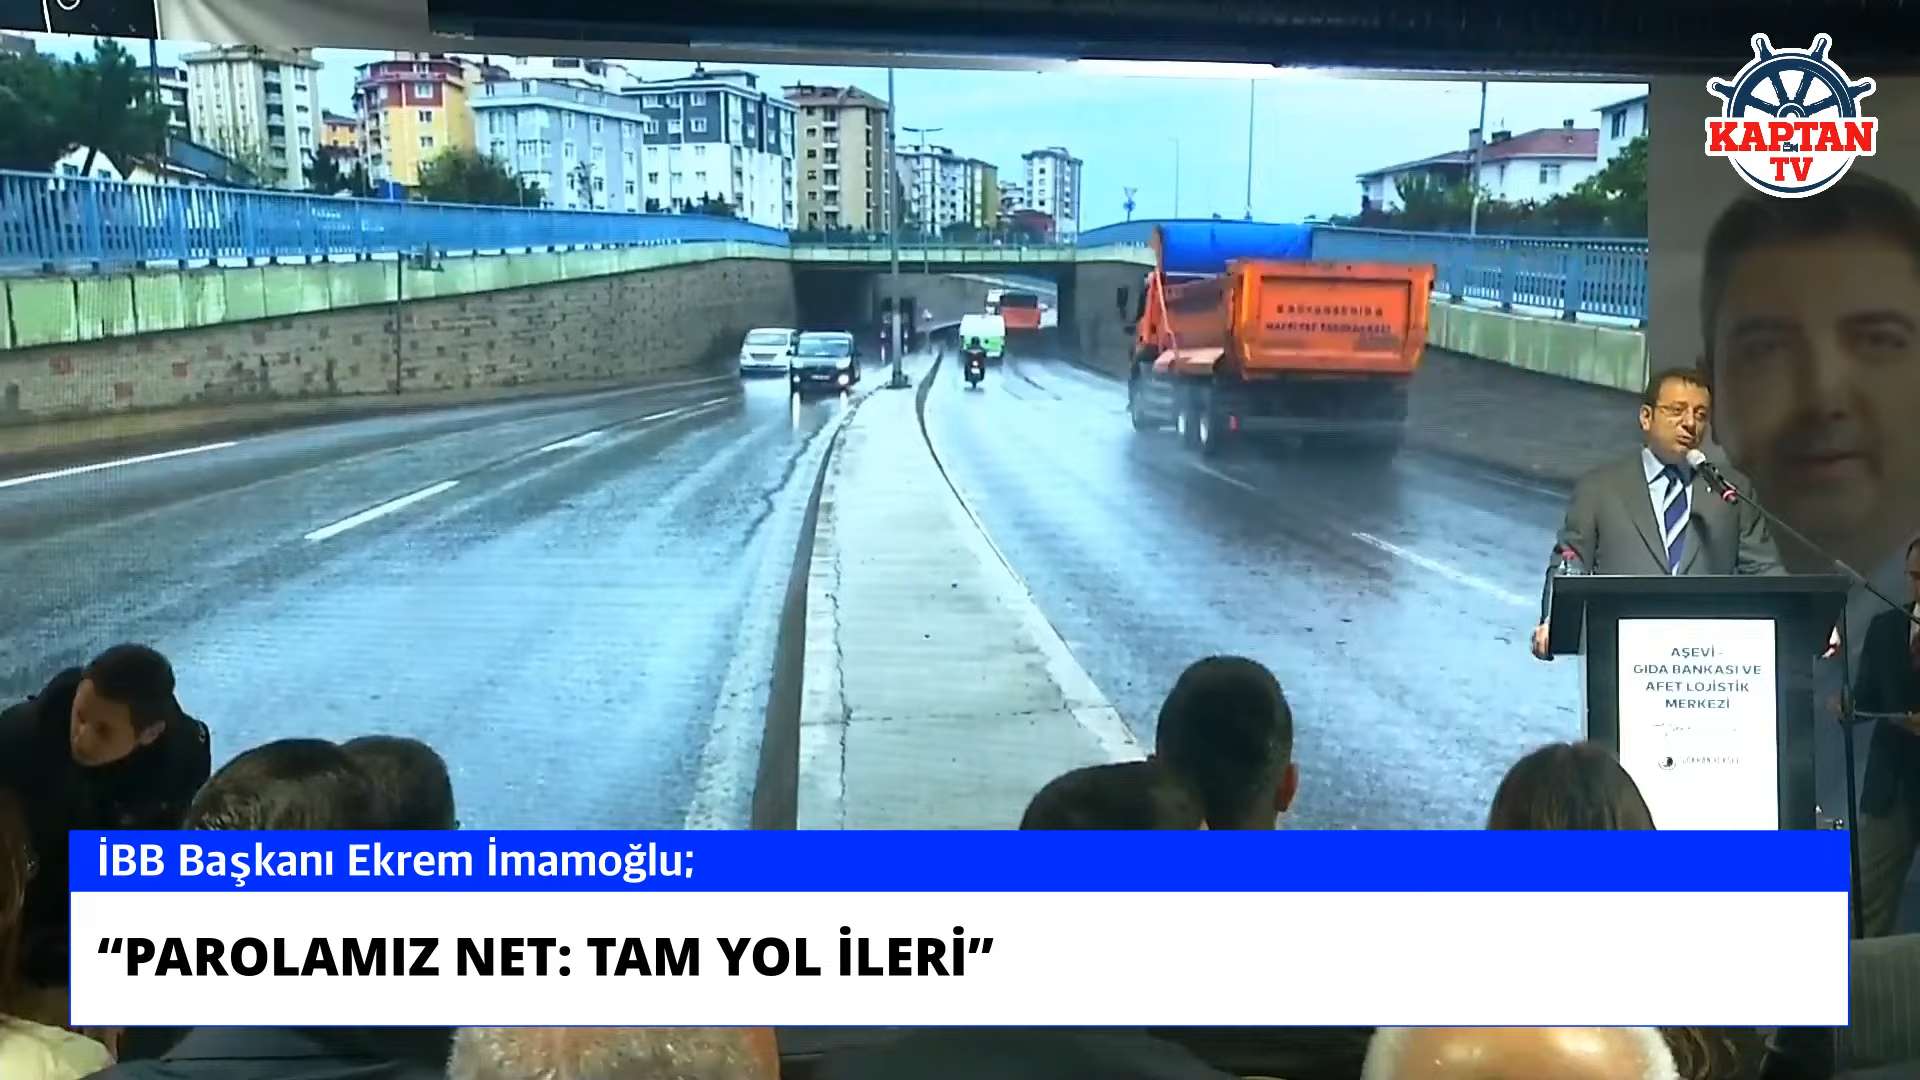 KAPTAN
TV
AŞEVİ -
GIDA BANKASI VE
AFET LOJİSTİK
MERKEZİ
İBB Başkanı Ekrem İmamoğlu;
“PAROLAMIZ NET: TAM YOL İLERİ”